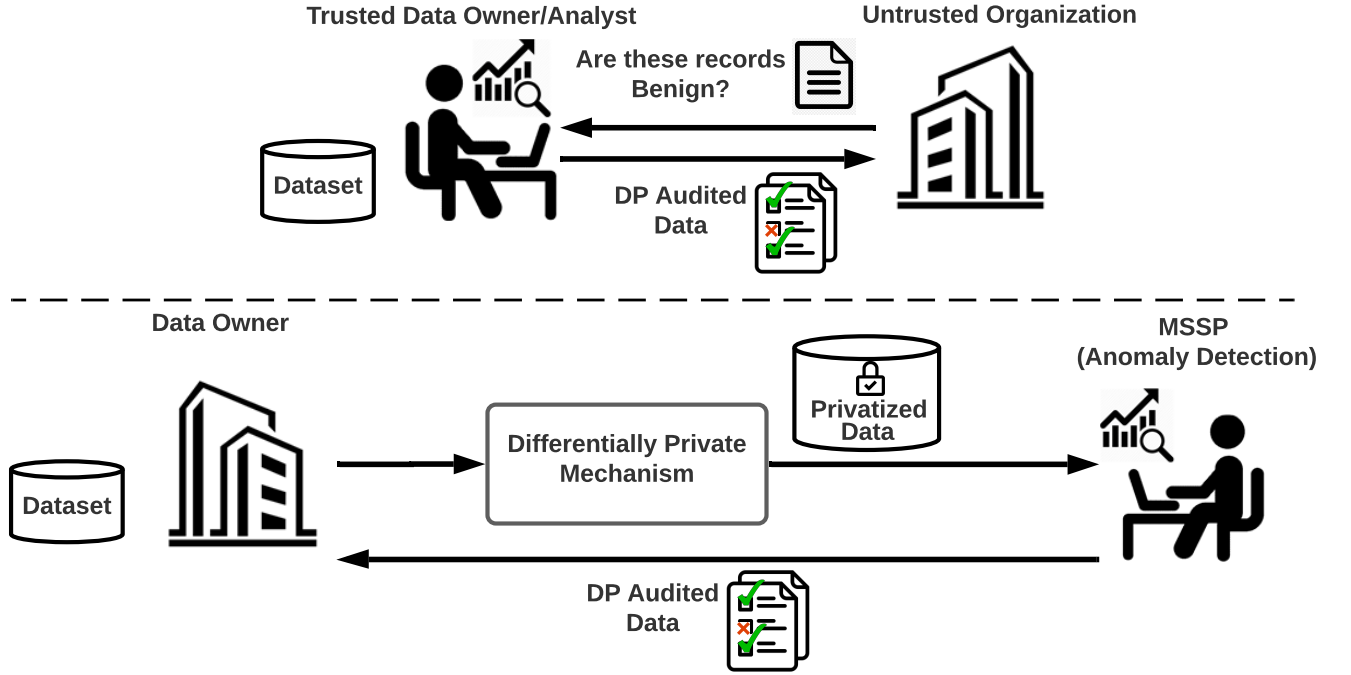 Trusted Data Owner/Analyst
Untrusted Organization
Are these records
Benign?
Dataset
DP Audited
Data
Data Owner
MSSP
(Anomaly Detection)
Privatized
Data
Differentially Private
Mechanism
Dataset
DP Audited
Data